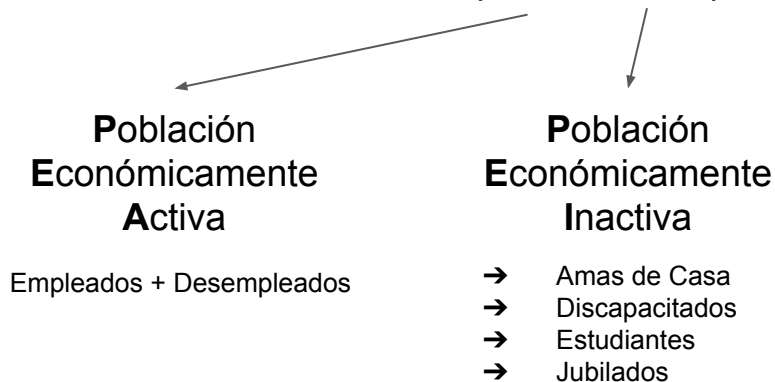 Población
Económicamente
Activa
Empleados + Desempleados
Población
Económicamente
Inactiva
➔ Amas de Casa
➔ Discapacitados
➔ Estudiantes
➔ Jubilados